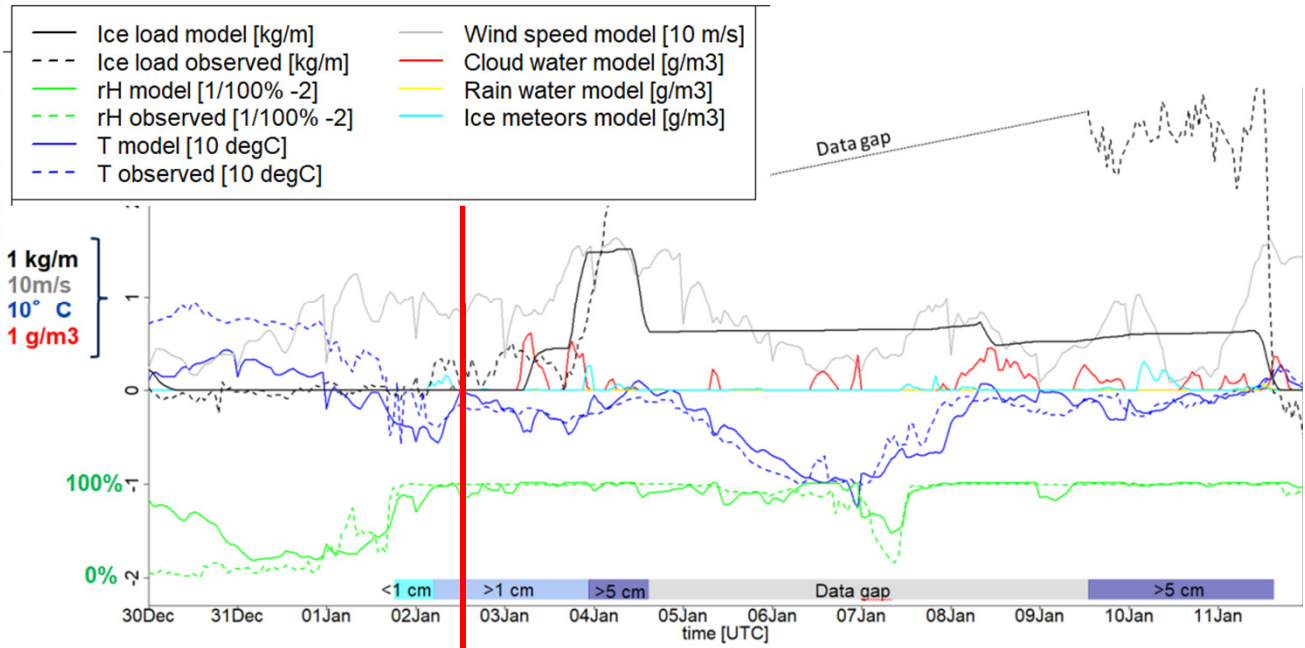 Ice load model [kg/m]
Ice load observed [kg/m]
rH model [1/100% -2]
rH observed [1/100% -2]
T model [10 degC]
T observed [10 degC]
Wind speed model [10 m/s]
Cloud water model [g/m3]
Rain water model [g/m3]
Ice meteors model [g/m3]
Data gap
1 kg/m
10m/s
10° C
1 g/m3
1
0
100%
-1
0%
-2
<1 cm
>1 cm
>5 cm
Data gap
>5 cm
30Dec 31Dec 01Jan 02Jan 03Jan 04Jan 05Jan 06Jan 07Jan 08Jan 09Jan 10Jan 11Jan
time [UTC]